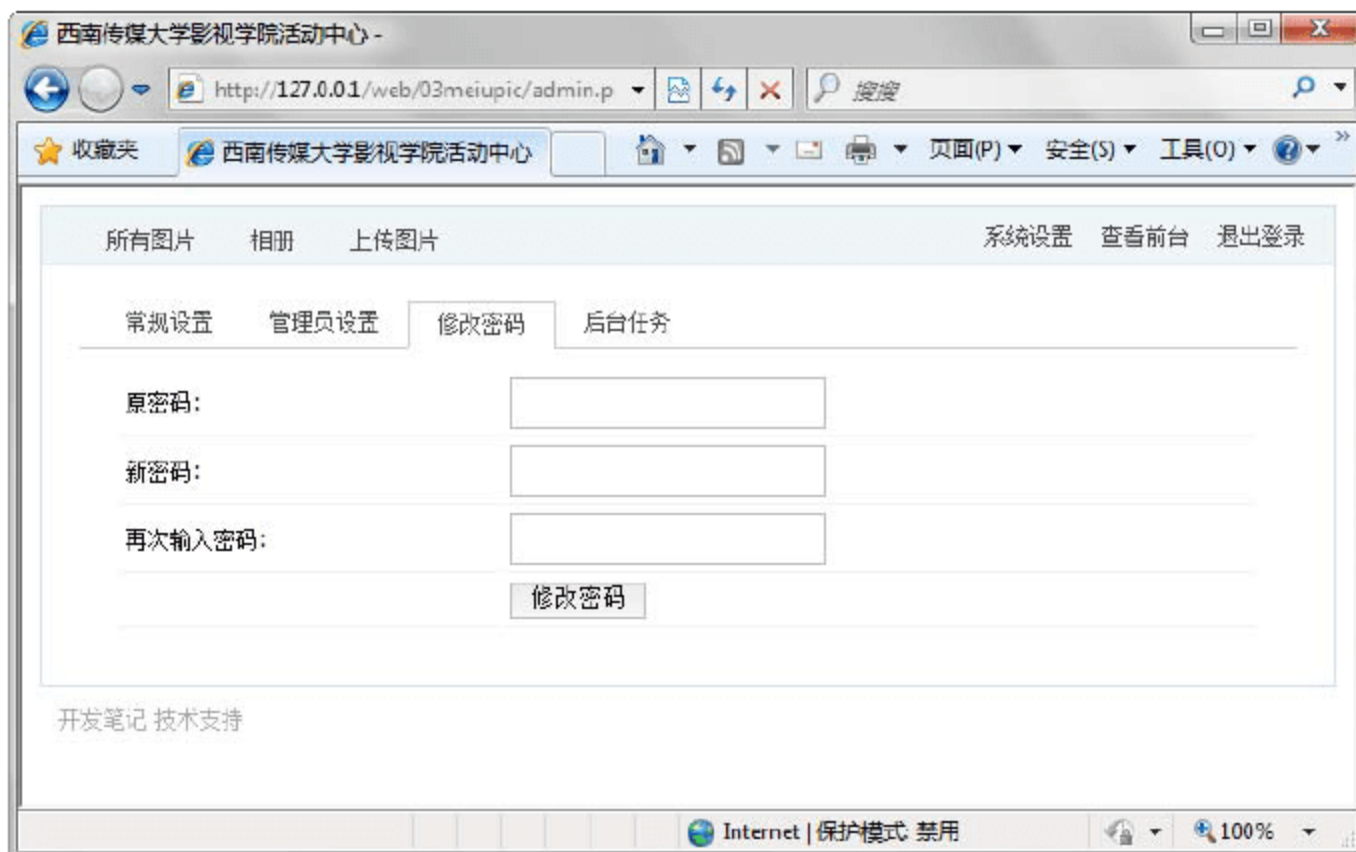 西南传媒大学影视学院活动中心 -
http://127.0.0.1/web/03meiupic/admin.p 搜搜
收藏夹 西南传媒大学影视学院活动中心 页面(P) 安全(S) 工具(O)
所有图片 相册 上传图片 系统设置 查看前台 退出登录
常规设置 管理员设置 修改密码 后台任务
原密码:
新密码:
再次输入密码:
修改密码
开发笔记 技术支持
Internet | 保护模式: 禁用 100%